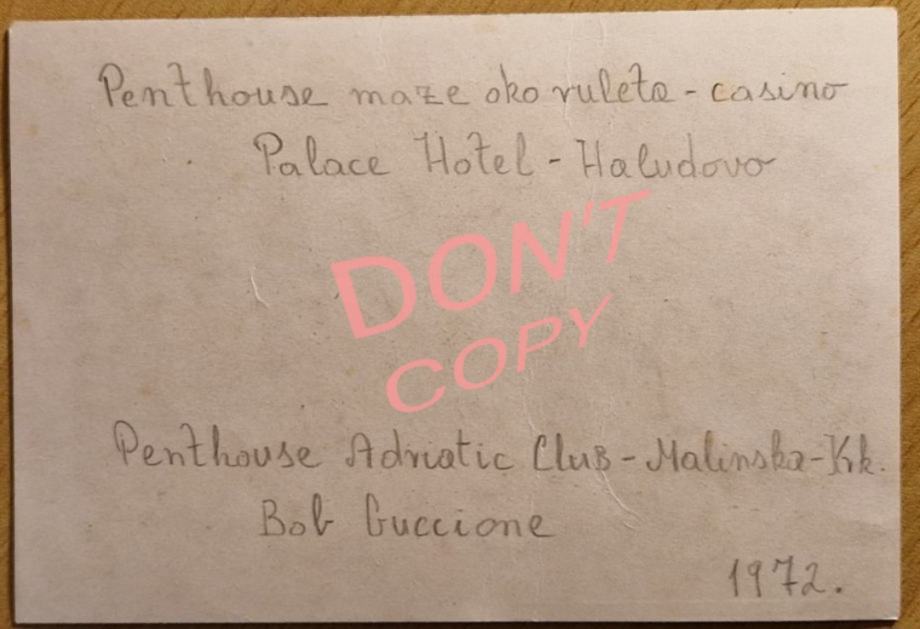 Penthouse maze oko ruleta - casino
Palace Hotel - Haludovo
DON'T
COPY
Penthouse Adriatic Club - Malinska - Krk.
Bob Guccione
1972.